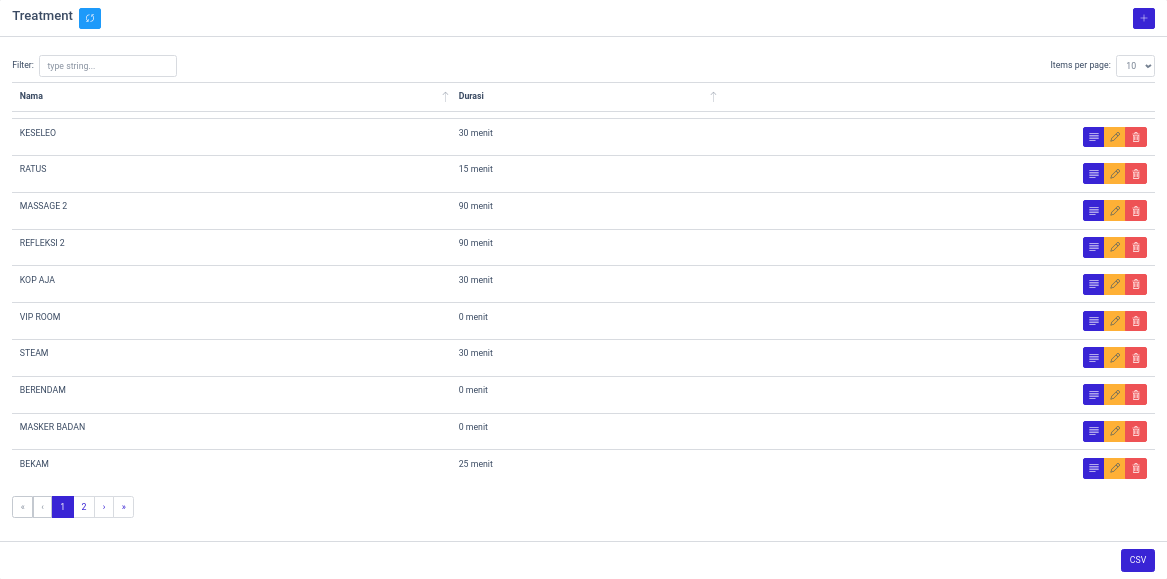 Treatment
+
Filter: type string... Items per page: 10
Nama ↑ Durasi ↑
KESELEO 30 menit
RATUS 15 menit
MASSAGE 2 90 menit
REFLEKSI 2 90 menit
KOP AJA 30 menit
VIP ROOM 0 menit
STEAM 30 menit
BERENDAM 0 menit
MASKER BADAN 0 menit
BEKAM 25 menit
« ‹ 1 2 › »
CSV